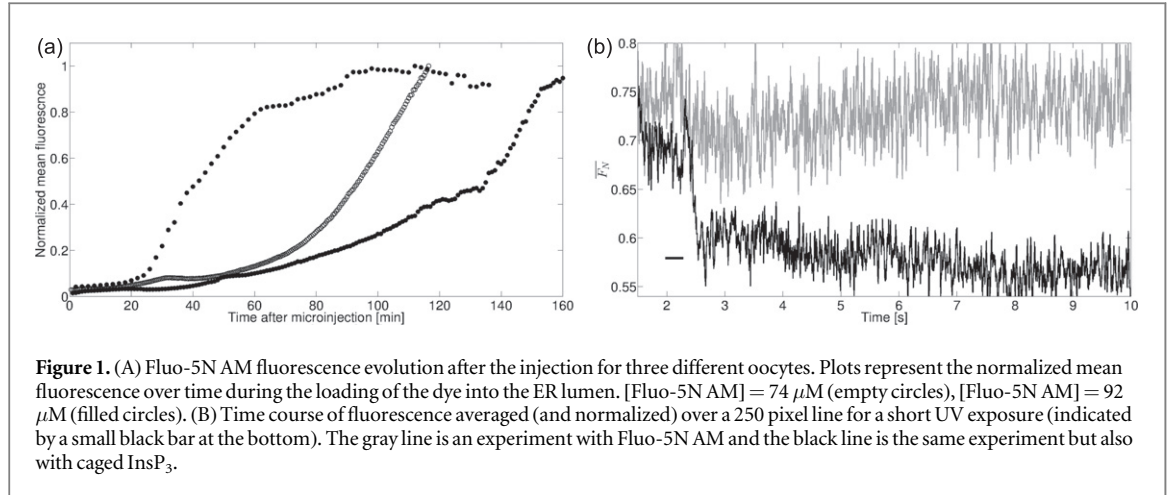 (a)
1
0.8
0.6
0.4
0.2
0
Normalized mean fluorescnce
0 20 40 60 80 100 120 140 160
Time after microinjection [min]
(b)
0.8
0.75
0.7
0.65
0.6
0.55
F_N
2 3 4 5 6 7 8 9 10
Time [s]
Figure 1. (A) Fluo-5N AM fluorescence evolution after the injection for three different oocytes. Plots represent the normalized mean
fluorescence over time during the loading of the dye into the ER lumen. [Fluo-5N AM] = 74 μM (empty circles), [Fluo-5N AM] = 92
μM (filled circles). (B) Time course of fluorescence averaged (and normalized) over a 250 pixel line for a short UV exposure (indicated
by a small black bar at the bottom). The gray line is an experiment with Fluo-5N AM and the black line is the same experiment but also
with caged InsP₃.